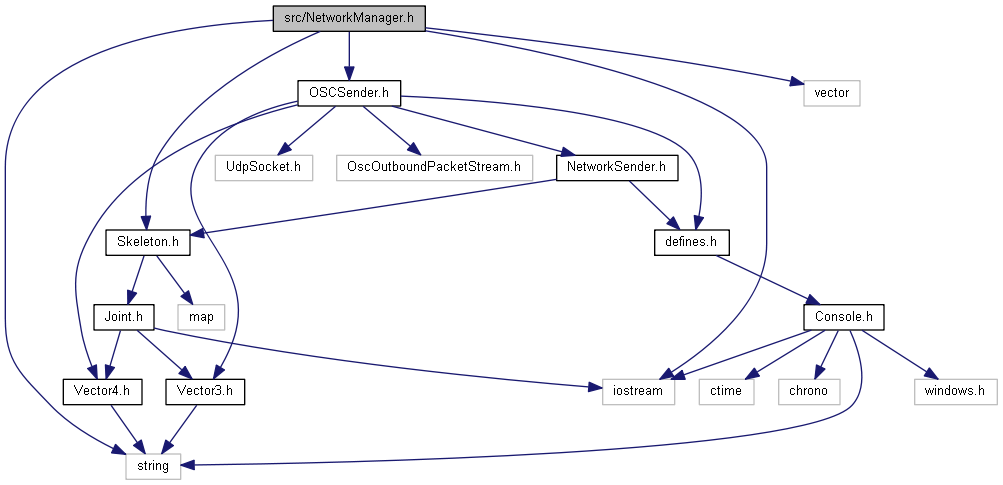 src/NetworkManager.h
OSCSender.h
vector
UdpSocket.h
OscOutboundPacketStream.h
NetworkSender.h
Skeleton.h
defines.h
Joint.h
map
Console.h
Vector4.h
Vector3.h
iostream
ctime
chrono
windows.h
string